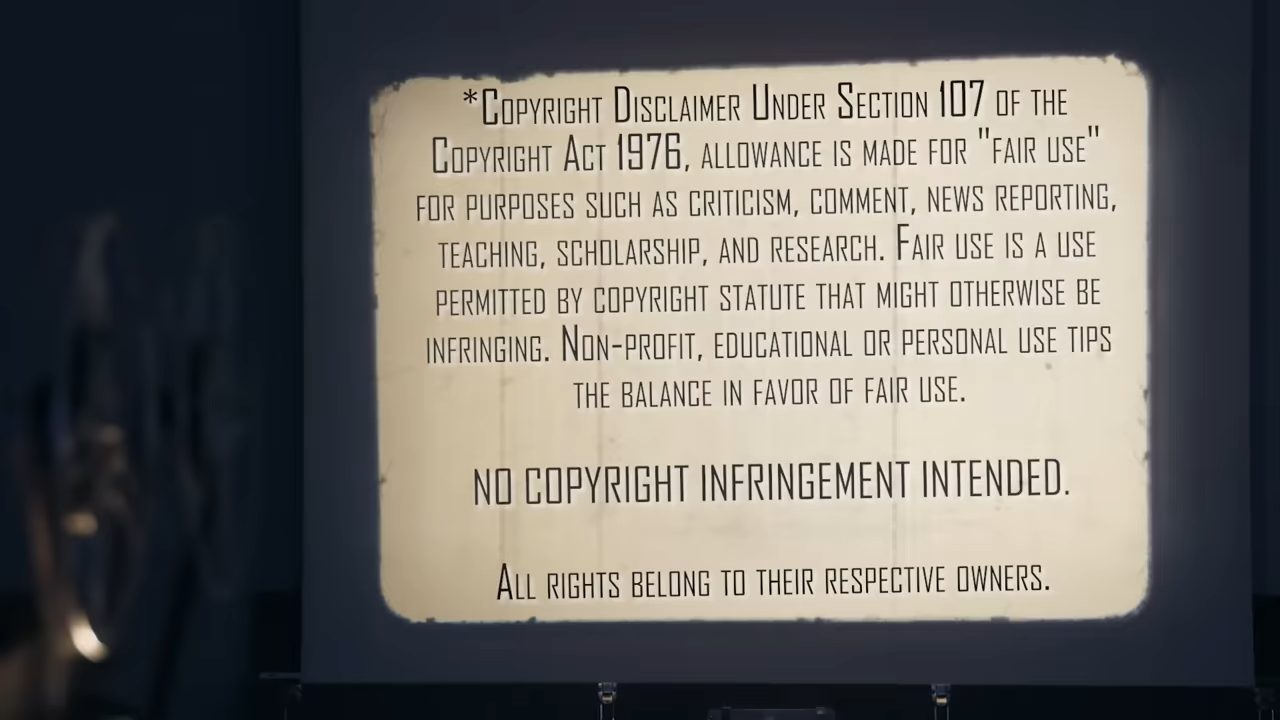 *Copyright Disclaimer Under Section 107 of the
Copyright Act 1976, allowance is made for "fair use"
for purposes such as criticism, comment, news reporting,
teaching, scholarship, and research. Fair use is a use
permitted by copyright statute that might otherwise be
infringing. Non-profit, educational or personal use tips
the balance in favor of fair use.
NO COPYRIGHT INFRINGEMENT INTENDED.
All rights belong to their respective owners.